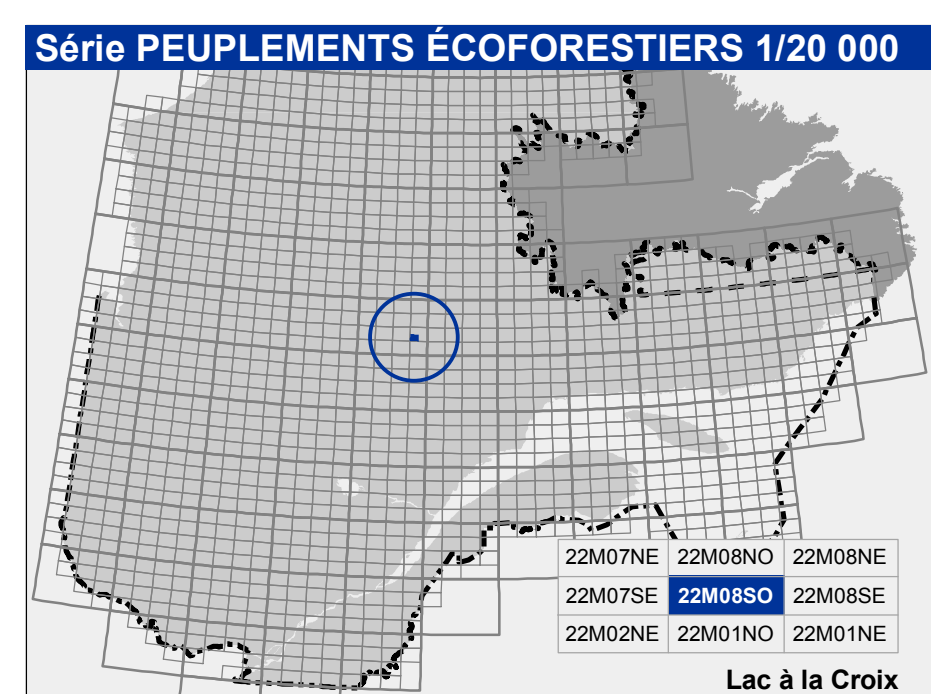 Série PEUPLEMENTS ÉCOFORESTIERS 1/20 000
22M07NE 22M08NO 22M08NE
22M07SE 22M08SO 22M08SE
22M02NE 22M01NO 22M01NE
Lac à la Croix